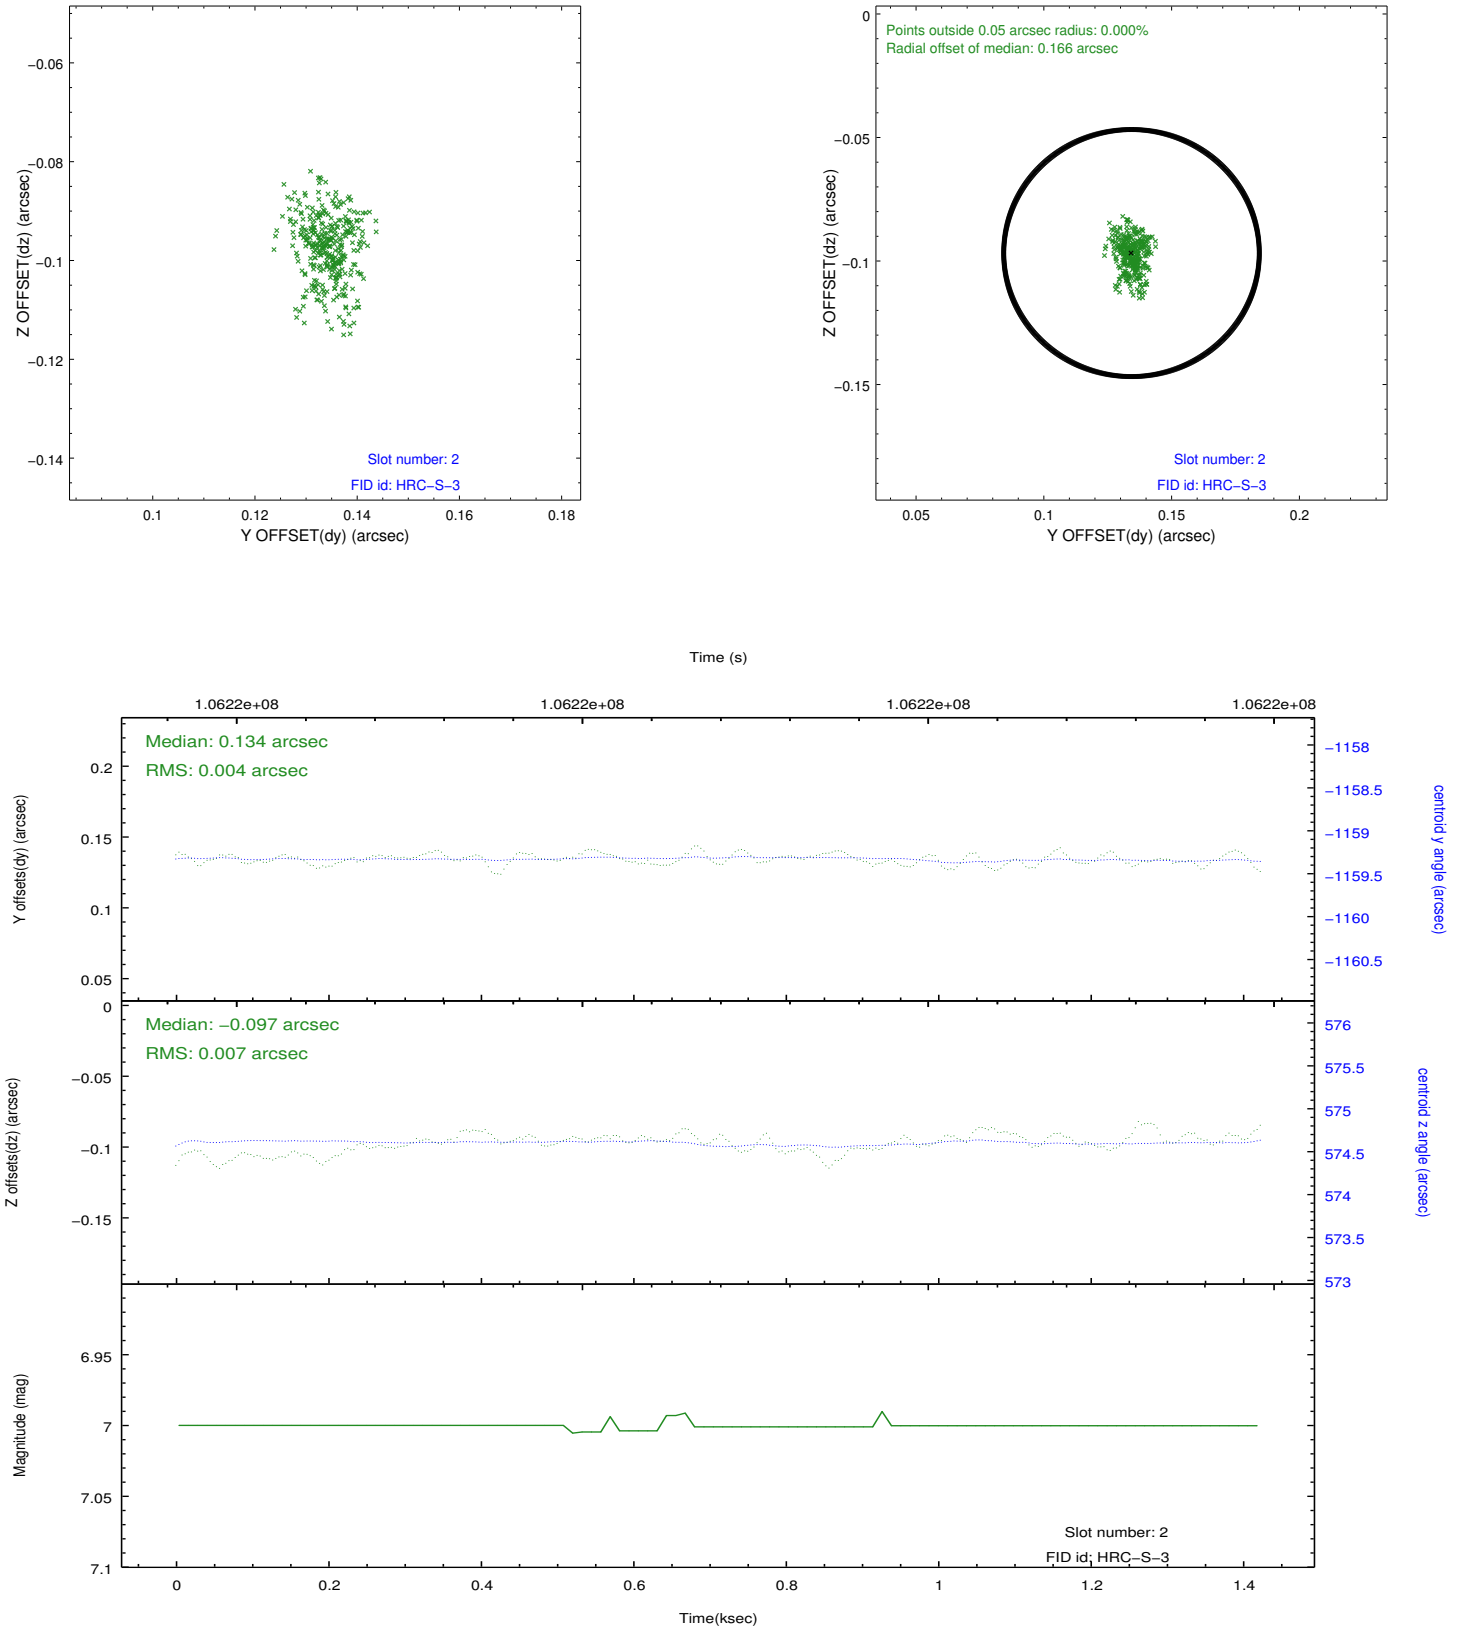 −0.06
−0.08
−0.1
−0.12
−0.14
Z OFFSET(dz) (arcsec)
Slot number: 2
FID id: HRC−S−3
0.1
0.12
0.14
0.16
0.18
Y OFFSET(dy) (arcsec)
Points outside 0.05 arcsec radius: 0.000%
Radial offset of median: 0.166 arcsec
0
−0.05
−0.1
−0.15
Z OFFSET(dz) (arcsec)
Slot number: 2
FID id: HRC−S−3
0.05
0.1
0.15
0.2
Y OFFSET(dy) (arcsec)
Time (s)
1.0622e+08
1.0622e+08
1.0622e+08
1.0622e+08
Median: 0.134 arcsec
RMS: 0.004 arcsec
0.2
0.15
0.1
0.05
Y offsets(dy) (arcsec)
−1158
−1158.5
−1159
−1159.5
−1160
−1160.5
centroid y angle (arcsec)
Median: −0.097 arcsec
RMS: 0.007 arcsec
0
−0.05
−0.1
−0.15
Z offsets(dz) (arcsec)
576
575.5
575
574.5
574
573.5
573
centroid z angle (arcsec)
6.95
7
7.05
7.1
Magnitude (mag)
Slot number: 2
FID id: HRC−S−3
0
0.2
0.4
0.6
0.8
1
1.2
1.4
Time(ksec)